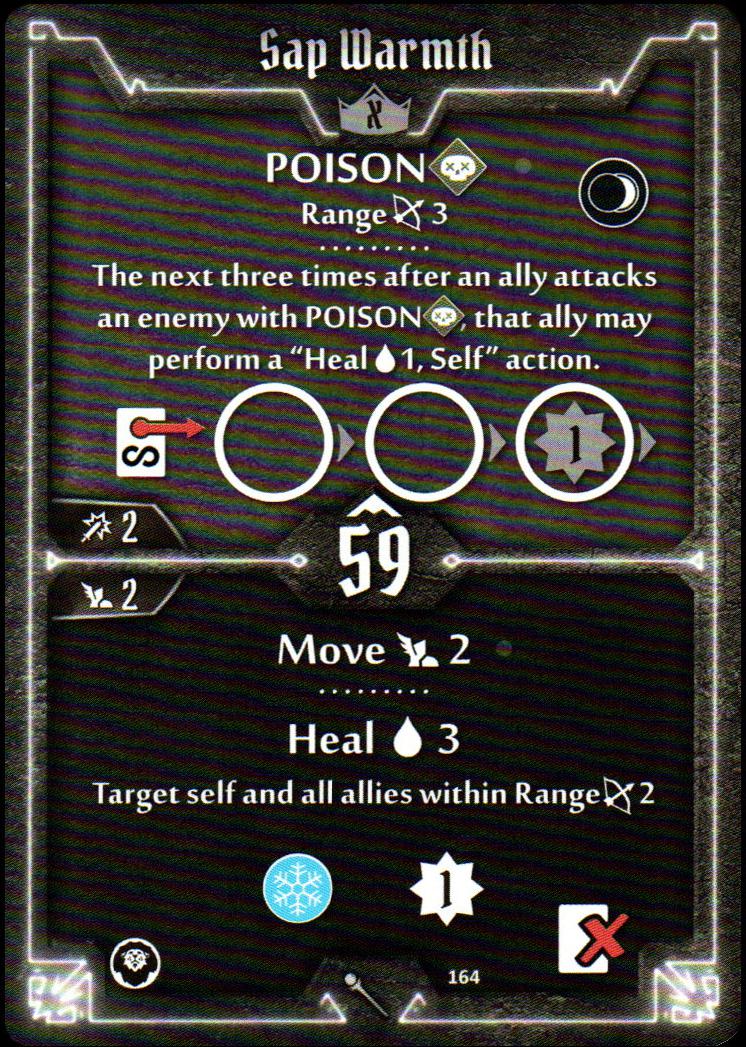 Sap Warmth
X
POISON
Range 3
The next three times after an ally attacks
an enemy with POISON, that ally may
perform a “Heal 1, Self” action.
S
1
2
59
2
Move 2
Heal 3
Target self and all allies within Range 2
1
164